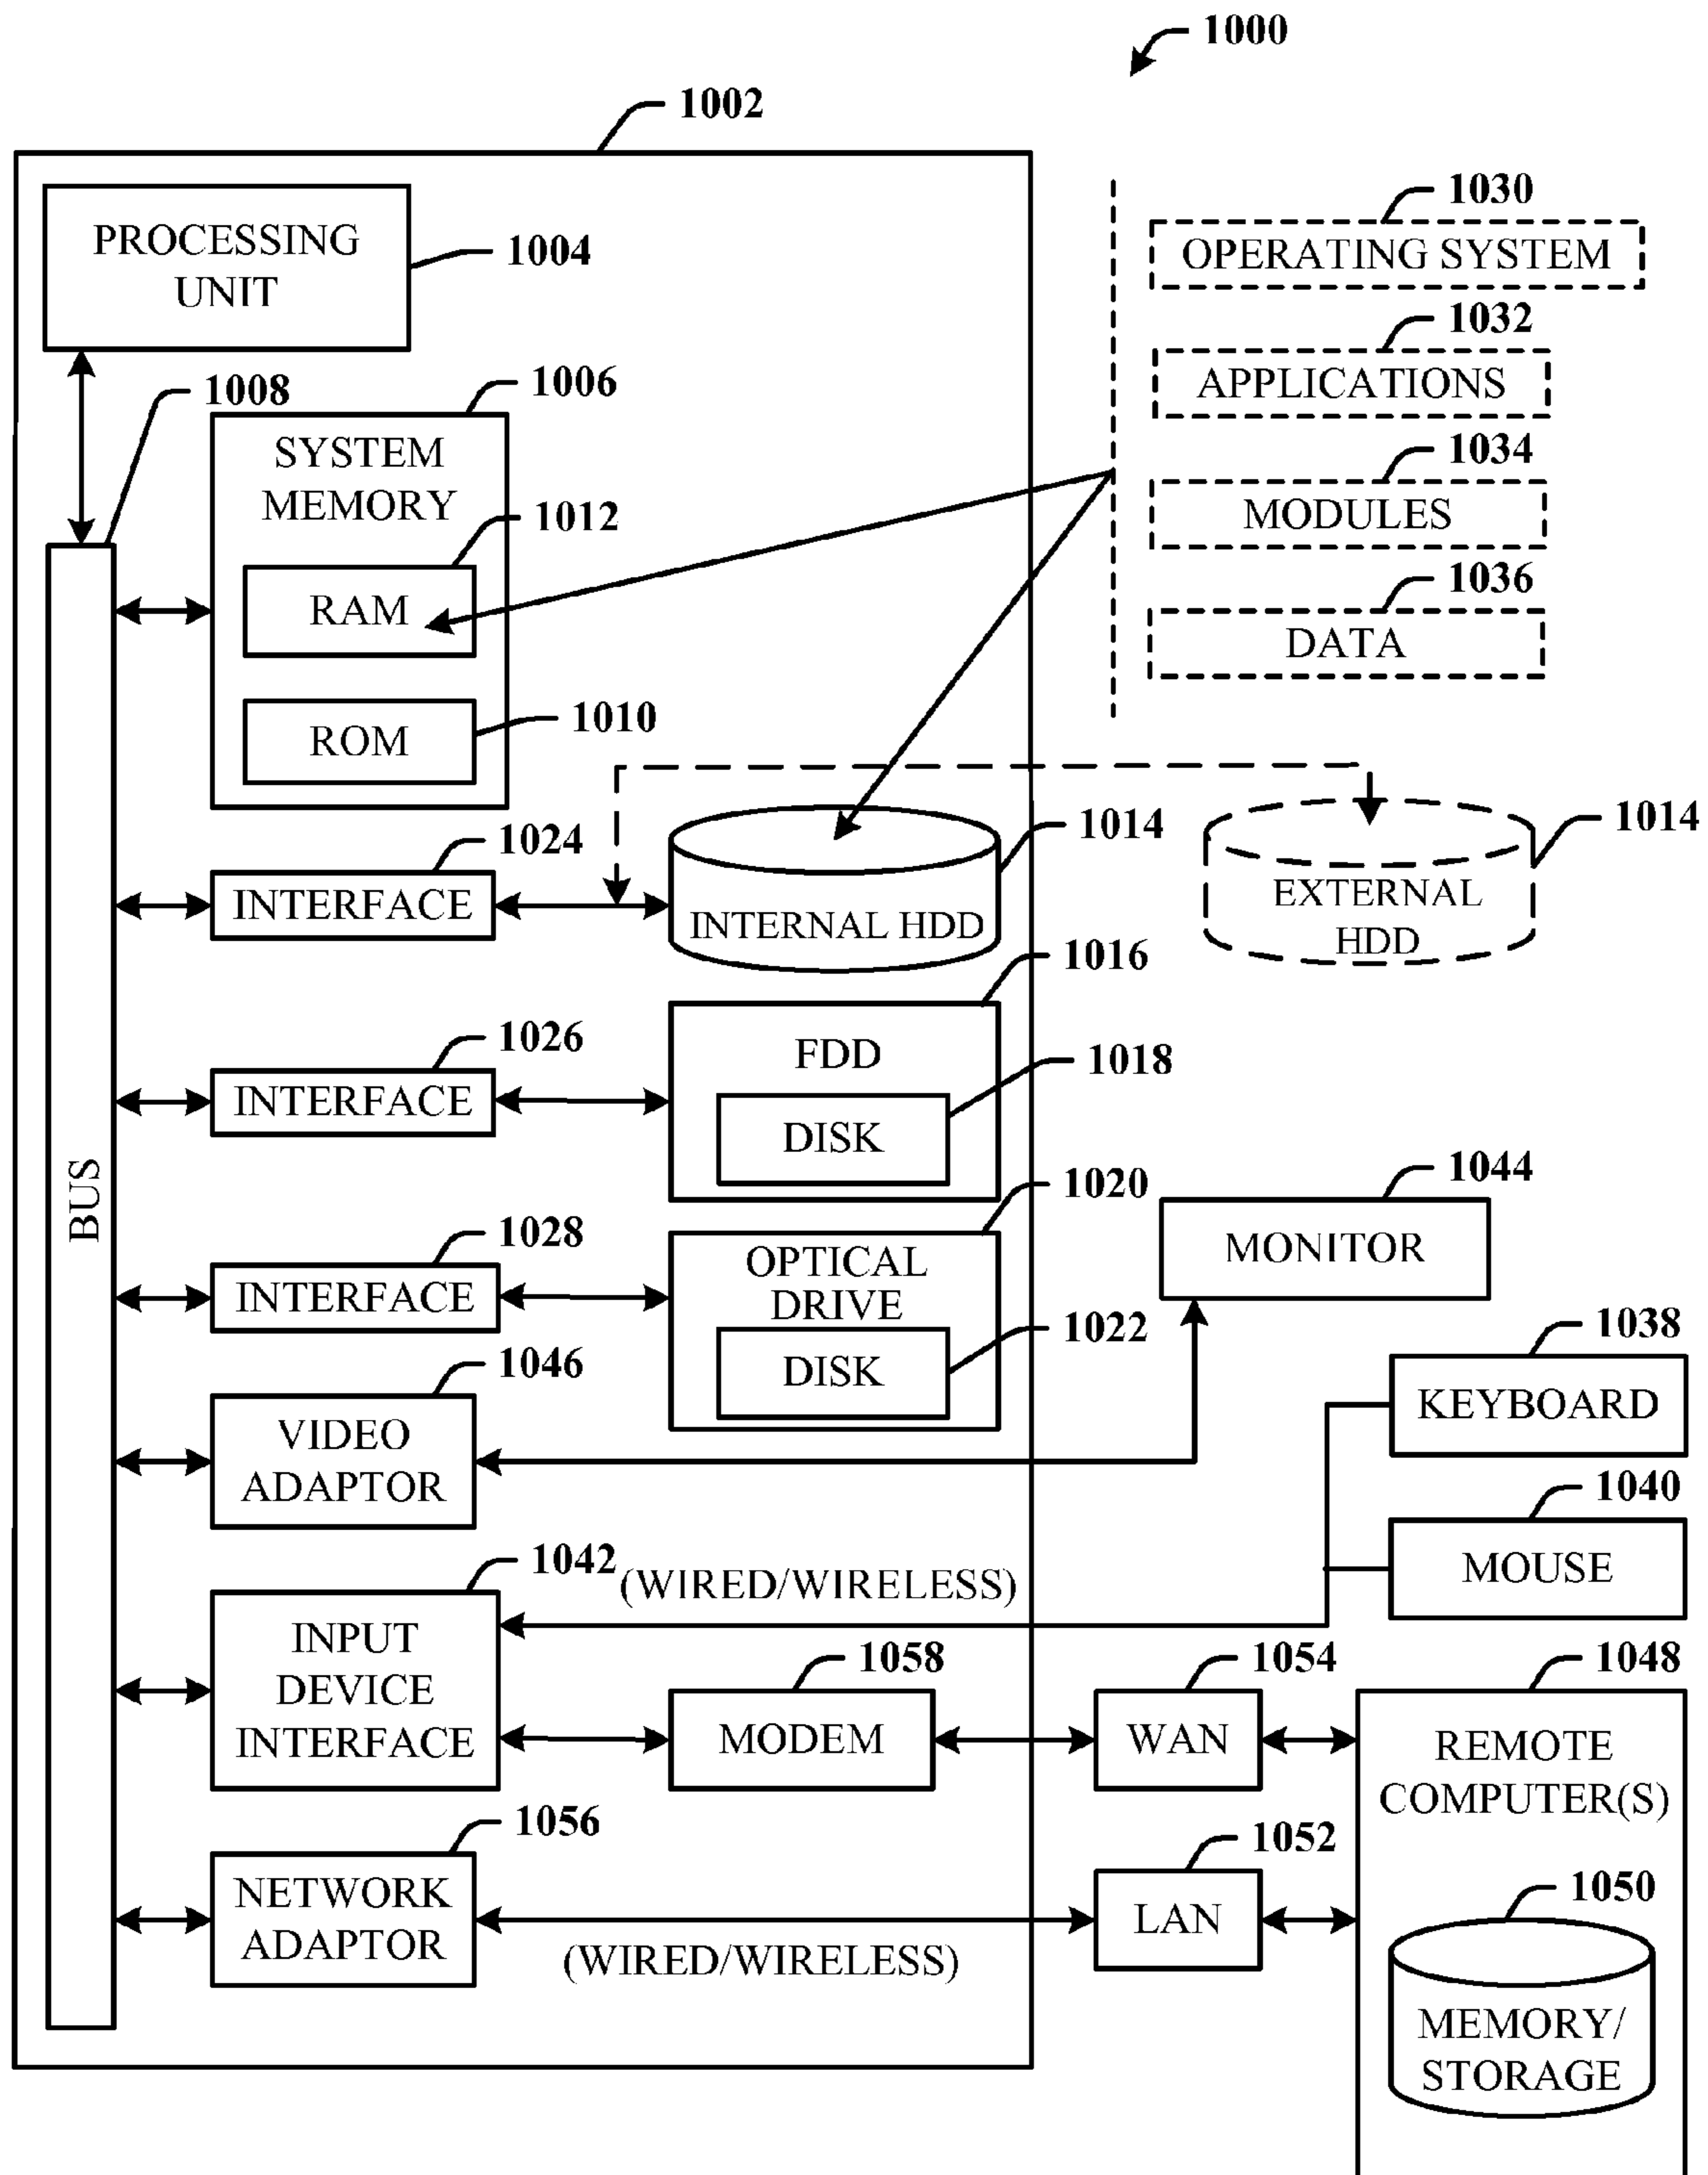 1000
1002
PROCESSING
UNIT
1004
1030
OPERATING SYSTEM
1032
APPLICATIONS
1034
MODULES
1036
DATA
1008
1006
SYSTEM
MEMORY
1012
RAM
1010
ROM
1024
INTERFACE
1014
INTERNAL HDD
1014
EXTERNAL
HDD
1016
FDD
1026
INTERFACE
1018
DISK
BUS
1020
OPTICAL
DRIVE
1028
INTERFACE
1022
DISK
1044
MONITOR
1038
KEYBOARD
1046
VIDEO
ADAPTOR
1040
MOUSE
1042
(WIRED/WIRELESS)
INPUT
DEVICE
INTERFACE
1058
MODEM
1054
WAN
1048
REMOTE
COMPUTER(S)
1056
NETWORK
ADAPTOR
(WIRED/WIRELESS)
1052
LAN
1050
MEMORY/
STORAGE